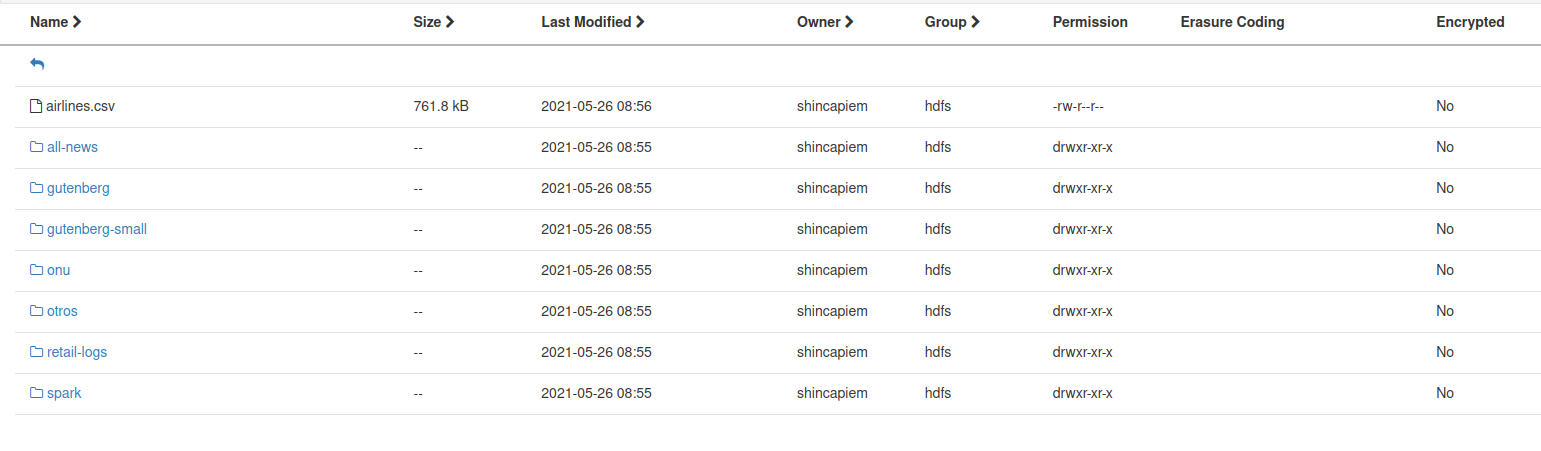 Name Size Last Modified Owner Group Permission Erasure Coding Encrypted
airlines.csv 761.8 kB 2021-05-26 08:56 shincapiem hdfs -rw-r--r-- No
all-news -- 2021-05-26 08:55 shincapiem hdfs drwxr-xr-x No
gutenberg -- 2021-05-26 08:55 shincapiem hdfs drwxr-xr-x No
gutenberg-small -- 2021-05-26 08:55 shincapiem hdfs drwxr-xr-x No
onu -- 2021-05-26 08:55 shincapiem hdfs drwxr-xr-x No
otros -- 2021-05-26 08:55 shincapiem hdfs drwxr-xr-x No
retail-logs -- 2021-05-26 08:55 shincapiem hdfs drwxr-xr-x No
spark -- 2021-05-26 08:55 shincapiem hdfs drwxr-xr-x No